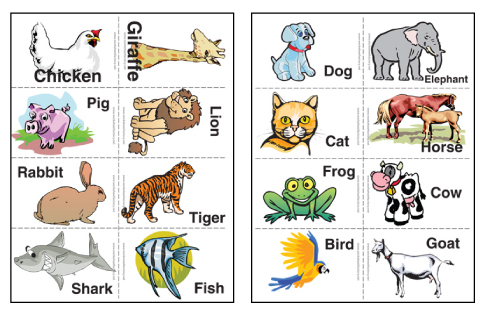 Chicken
Giraffe
Pig
Lion
Rabbit
Tiger
Shark
Fish
Dog
Elephant
Cat
Horse
Frog
Cow
Bird
Goat